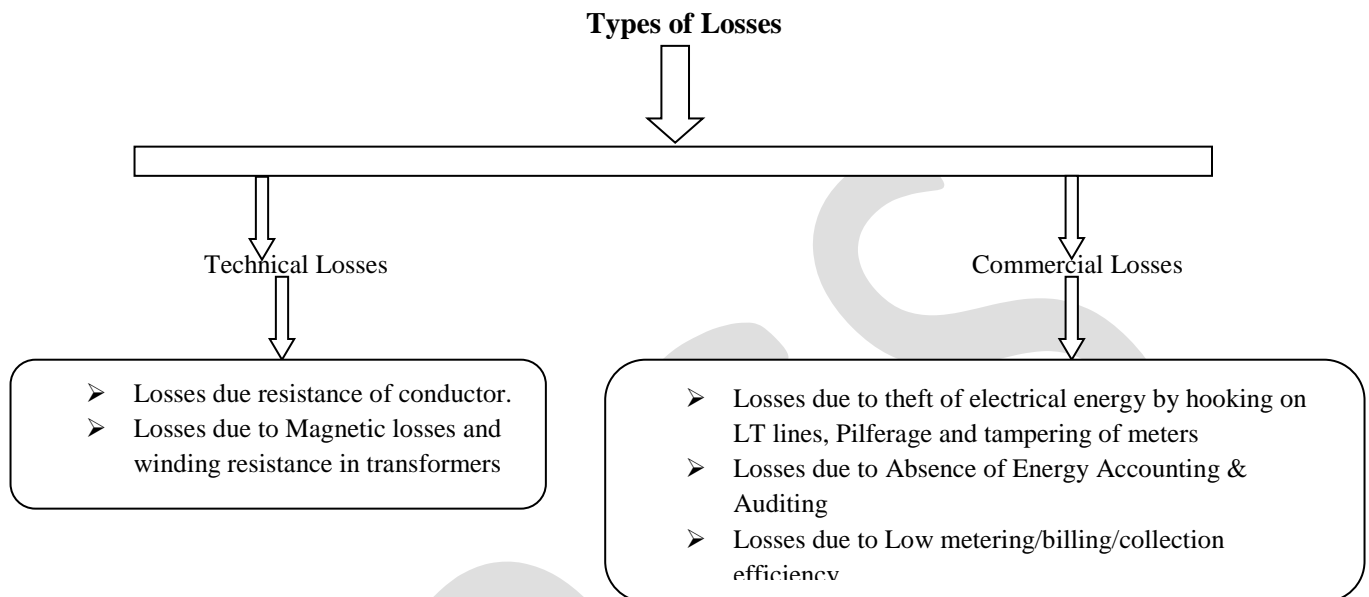 Types of Losses
Technical Losses
Commercial Losses
➢ Losses due resistance of conductor.
➢ Losses due to Magnetic losses and
winding resistance in transformers
➢ Losses due to theft of electrical energy by hooking on
LT lines, Pilferage and tampering of meters
➢ Losses due to Absence of Energy Accounting &
Auditing
➢ Losses due to Low metering/billing/collection
efficiency